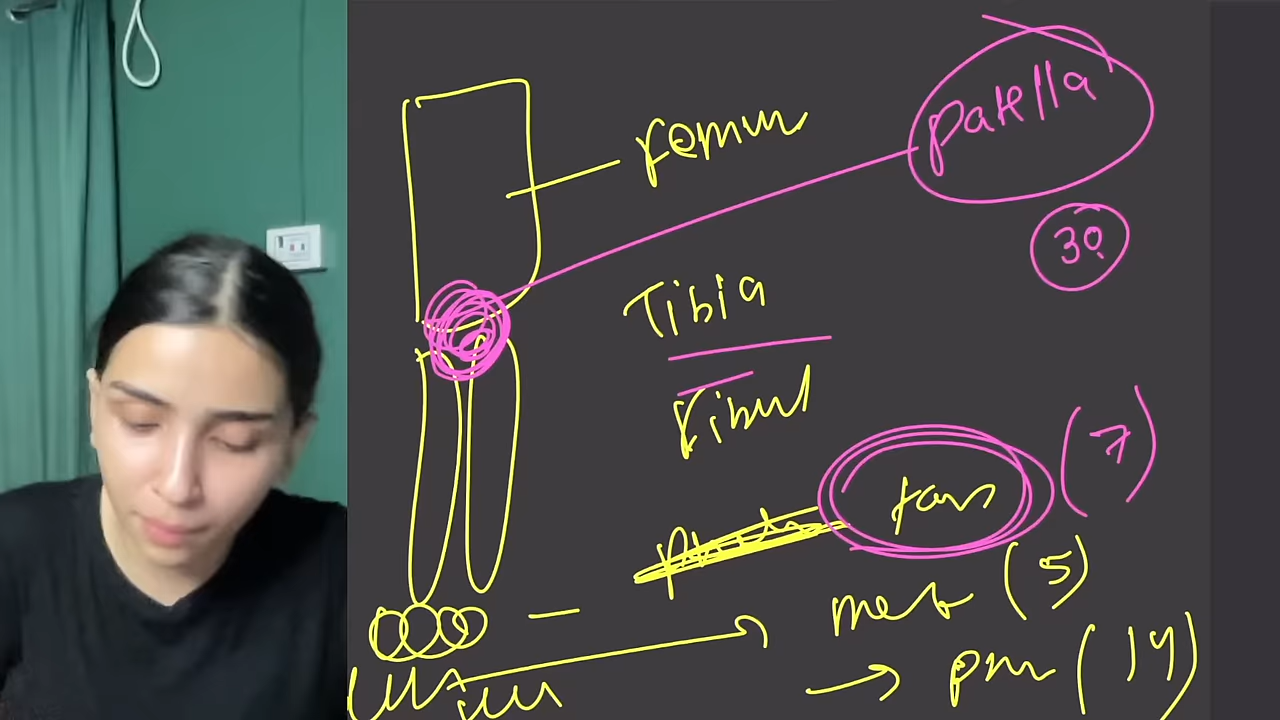 patella
femur
30
Tibia
Fibul
(7)
tars
met (5)
→ pm (14)